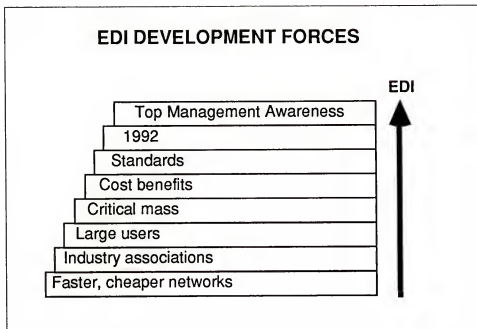 EDI DEVELOPMENT FORCES
EDI
Top Management Awareness
1992
Standards
Cost benefits
Critical mass
Large users
Industry associations
Faster, cheaper networks